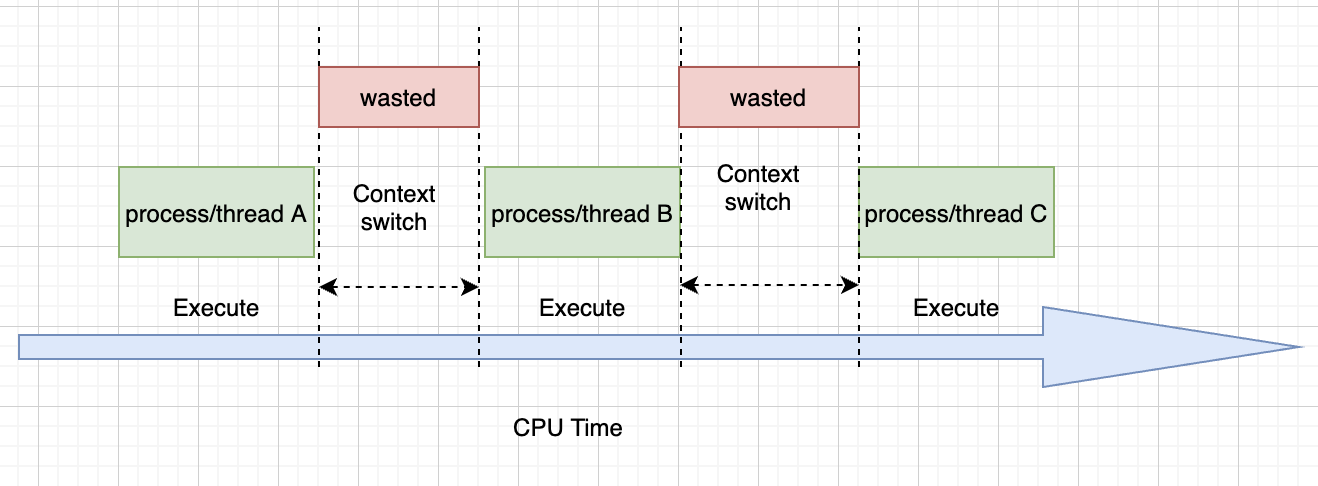 wasted
wasted
Context
switch
Context
switch
process/thread A
process/thread B
process/thread C
Execute
Execute
Execute
CPU Time